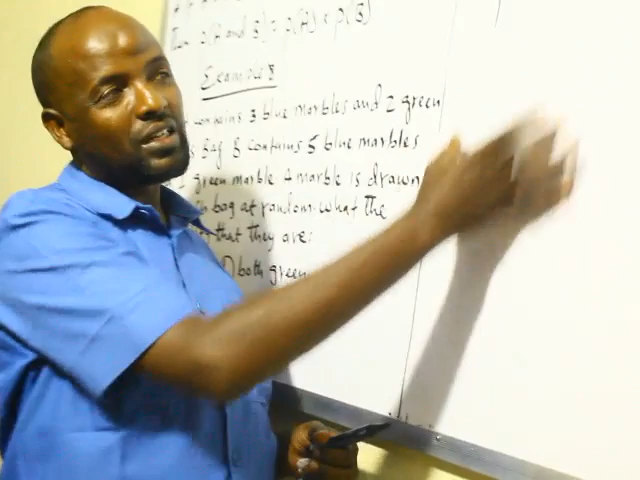 Then P(A and B) = P(A) × P(B)
Example 8
contains 3 blue marbles and 2 green
bag B contains 5 blue marbles
green marble A marble is drawn
bag at random what the
that they are:
both green